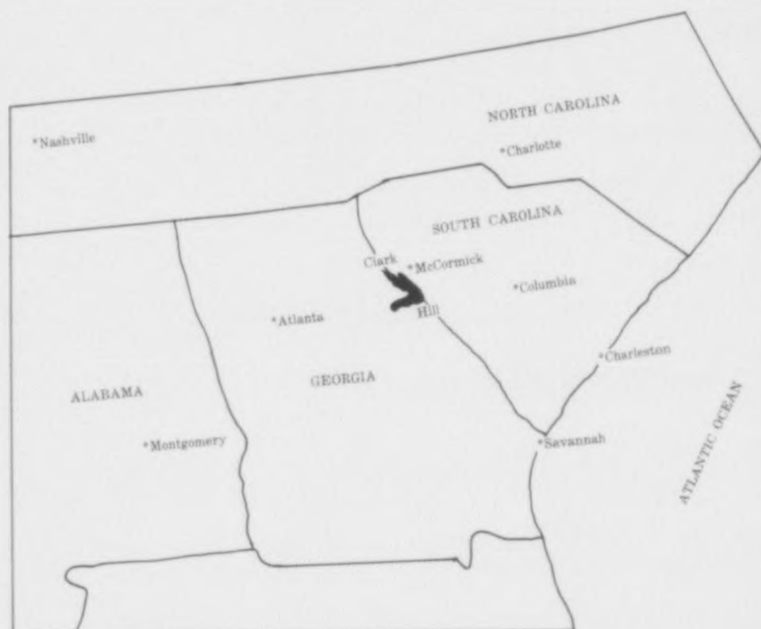 NORTH CAROLINA
*Nashville
*Charlotte
SOUTH CAROLINA
Clark
*McCormick
*Columbia
Hill
*Atlanta
*Charleston
GEORGIA
ALABAMA
*Montgomery
*Savannah
ATLANTIC OCEAN